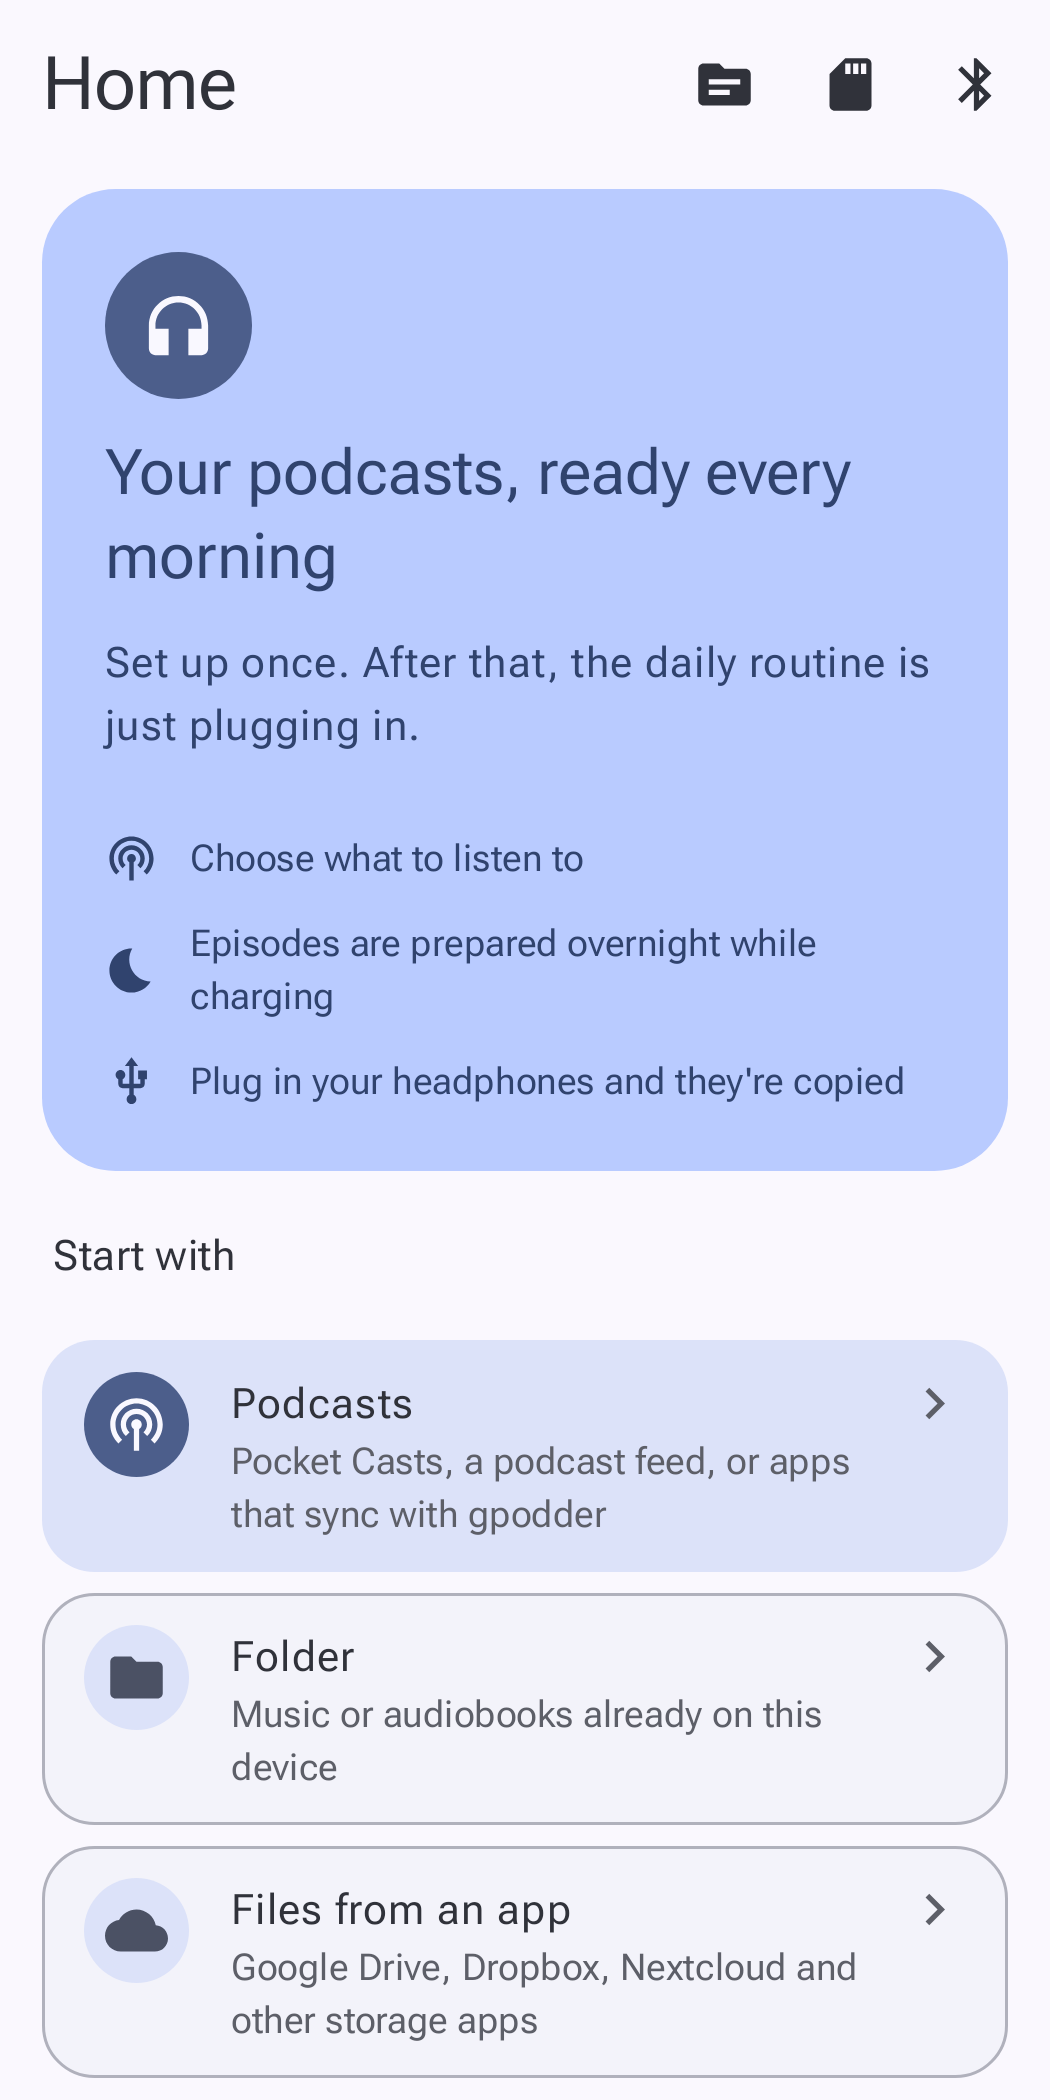 Home
Your podcasts, ready every
morning
Set up once. After that, the daily routine is
just plugging in.
Choose what to listen to
Episodes are prepared overnight while
charging
Plug in your headphones and they're copied
Start with
Podcasts
Pocket Casts, a podcast feed, or apps
that sync with gpodder
Folder
Music or audiobooks already on this
device
Files from an app
Google Drive, Dropbox, Nextcloud and
other storage apps